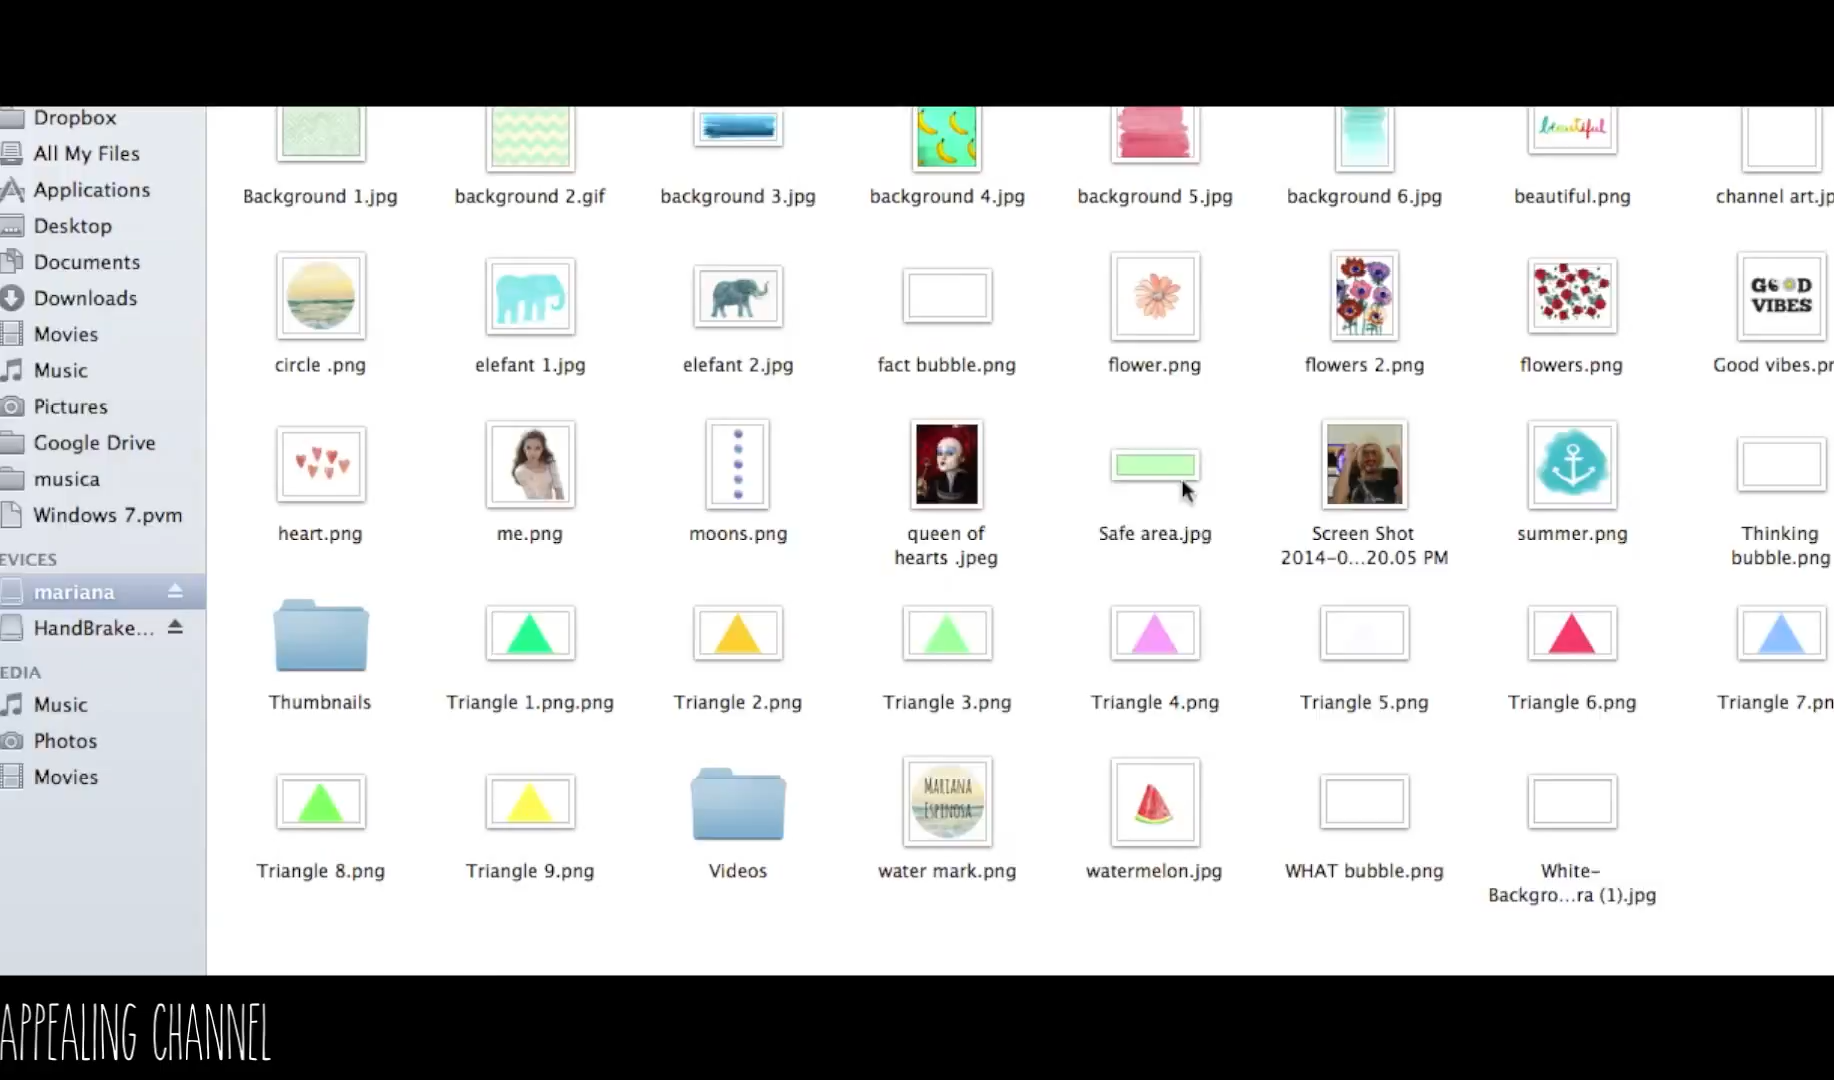 Dropbox
All My Files
Applications
Desktop
Documents
Downloads
Movies
Music
Pictures
Google Drive
musica
Windows 7.pvm
EVICES
mariana
HandBrake...
EDIA
Music
Photos
Movies
beautiful
Background 1.jpg
background 2.gif
background 3.jpg
background 4.jpg
background 5.jpg
background 6.jpg
beautiful.png
channel art.jp
GOOD
VIBES
circle .png
elefant 1.jpg
elefant 2.jpg
fact bubble.png
flower.png
flowers 2.png
flowers.png
Good vibes.pr
heart.png
me.png
moons.png
queen of
hearts .jpeg
Safe area.jpg
Screen Shot
2014-0...20.05 PM
summer.png
Thinking
bubble.png
Thumbnails
Triangle 1.png.png
Triangle 2.png
Triangle 3.png
Triangle 4.png
Triangle 5.png
Triangle 6.png
Triangle 7.pn
MARIANA
ESPINOSA
Triangle 8.png
Triangle 9.png
Videos
water mark.png
watermelon.jpg
WHAT bubble.png
White-
Backgro...ra (1).jpg
APPEALING CHANNEL